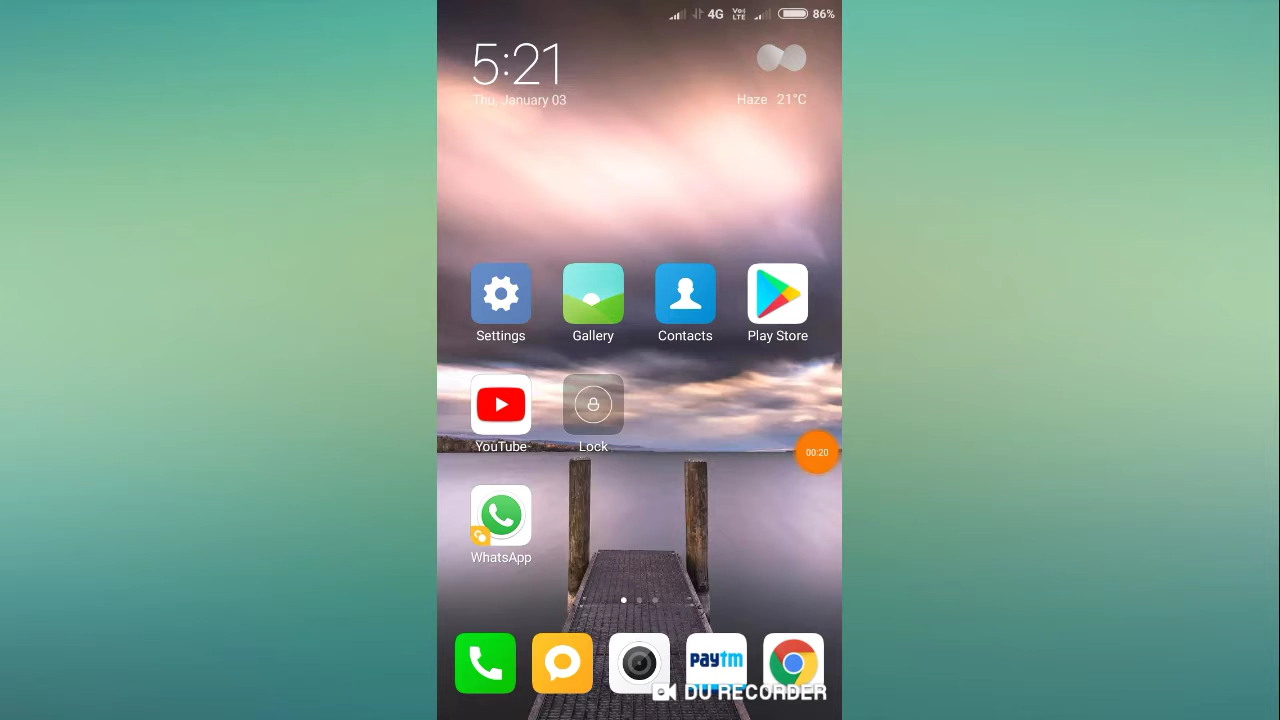 4G VoLTE 86%
5:21
Thu, January 03
Haze 21°C
Settings Gallery Contacts Play Store
YouTube Lock
00:20
WhatsApp
paytm
DU RECORDER